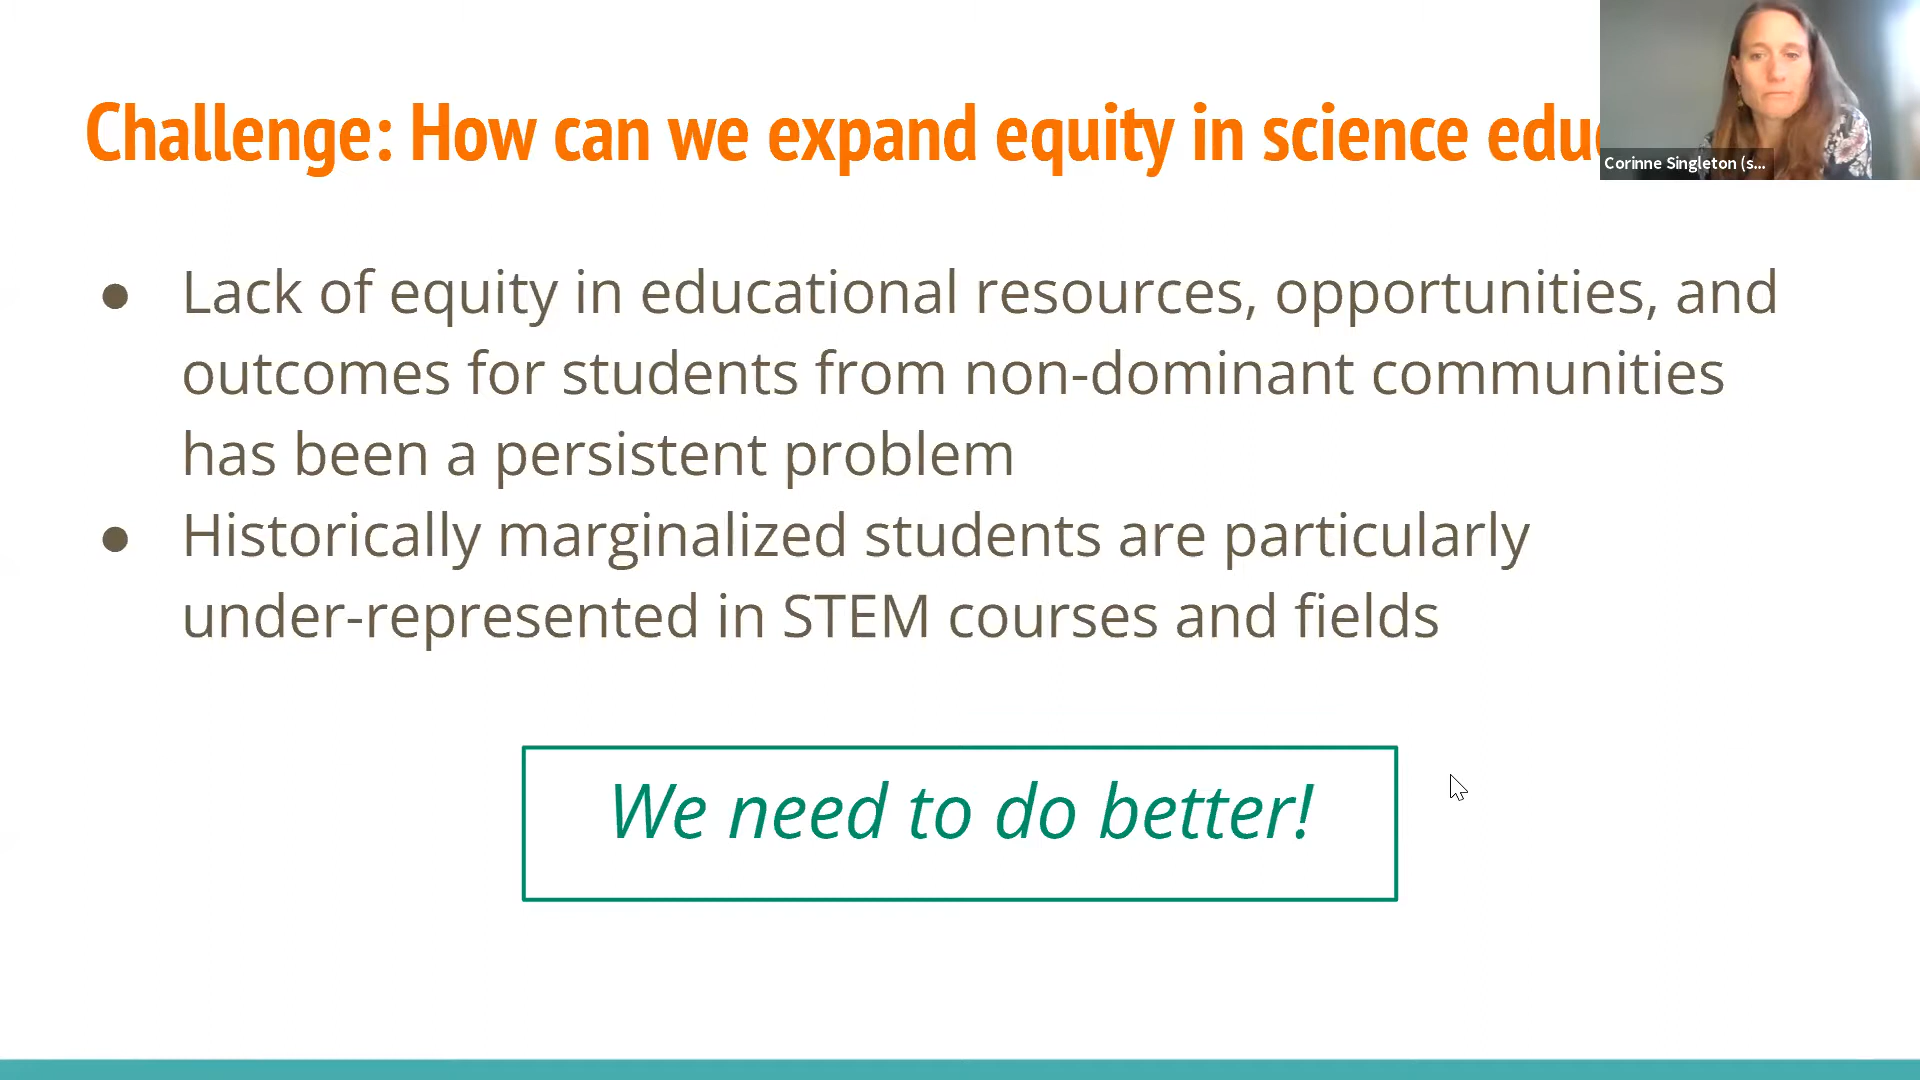 Challenge: How can we expand equity in science edu
Corinne Singleton (s...
● Lack of equity in educational resources, opportunities, and
outcomes for students from non-dominant communities
has been a persistent problem
● Historically marginalized students are particularly
under-represented in STEM courses and fields
We need to do better!